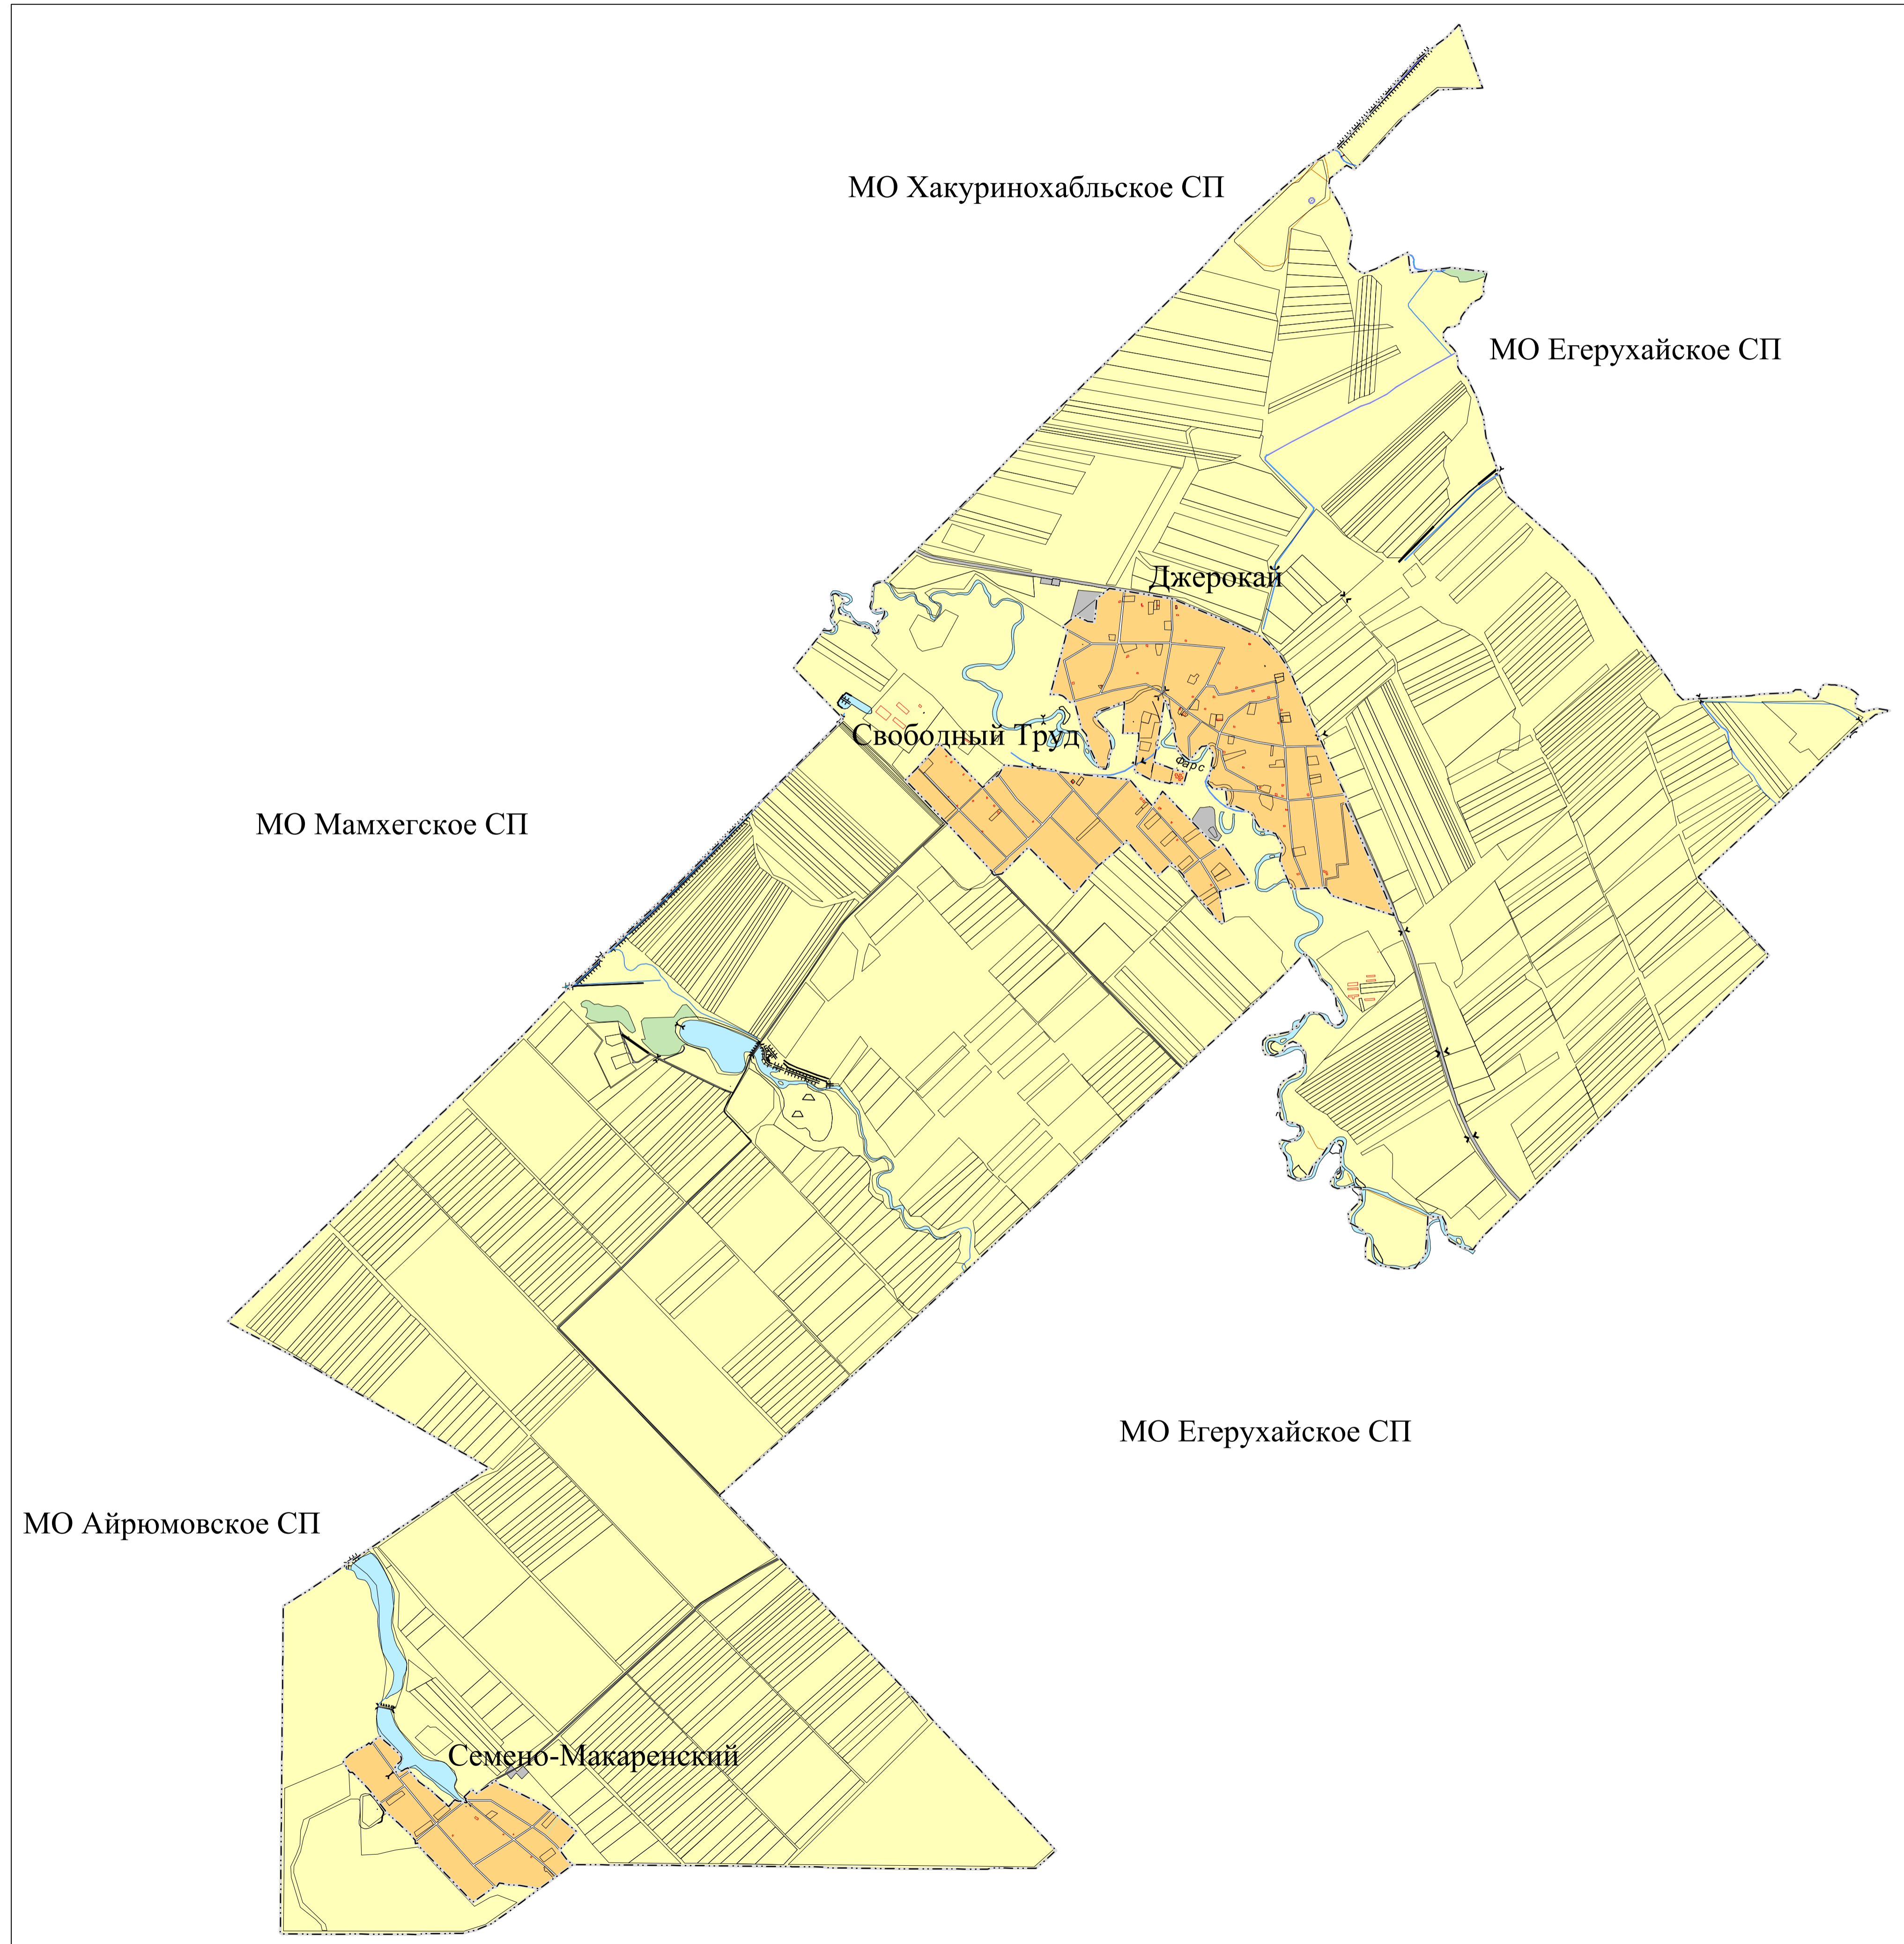 МО Хакуринохабльское СП
МО Егерухайское СП
Джерокай
Свободный Труд
Фарс
МО Мамхегское СП
МО Егерухайское СП
МО Айрюмовское СП
Семено-Макаренский